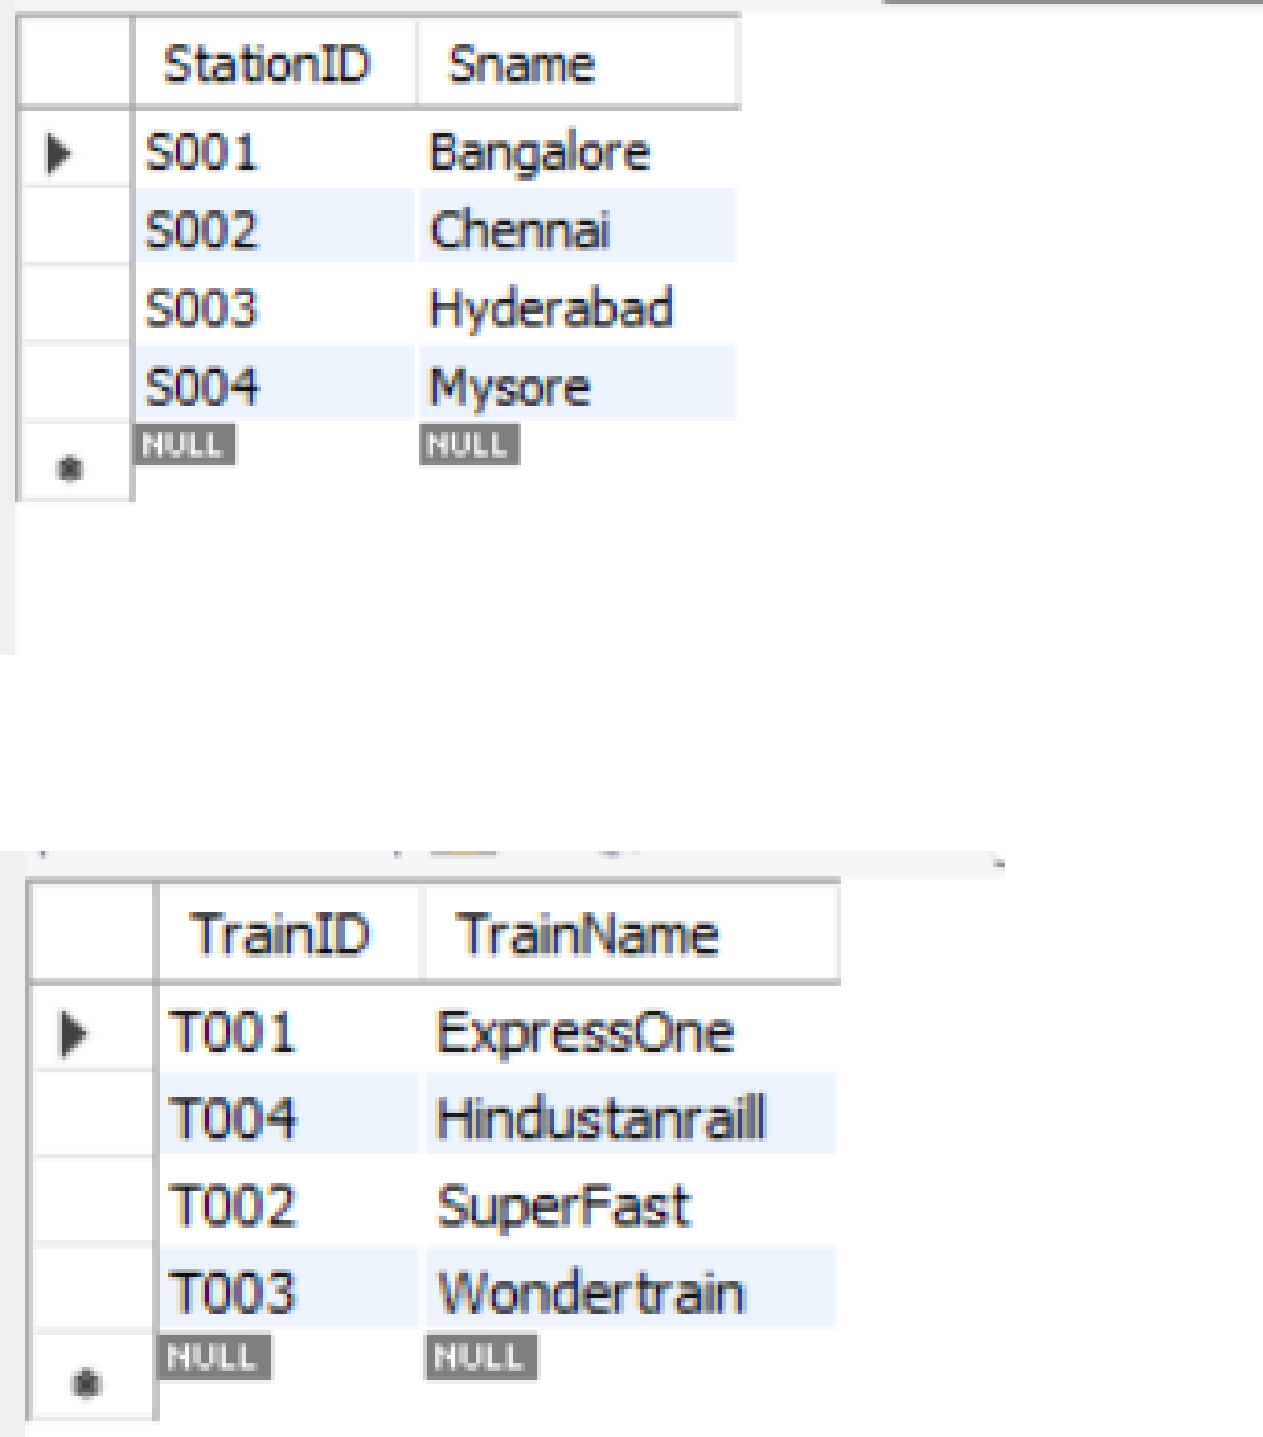 StationID Sname
S001 Bangalore
S002 Chennai
S003 Hyderabad
S004 Mysore
NULL NULL
TrainID TrainName
T001 ExpressOne
T004 Hindustanraill
T002 SuperFast
T003 Wondertrain
NULL NULL